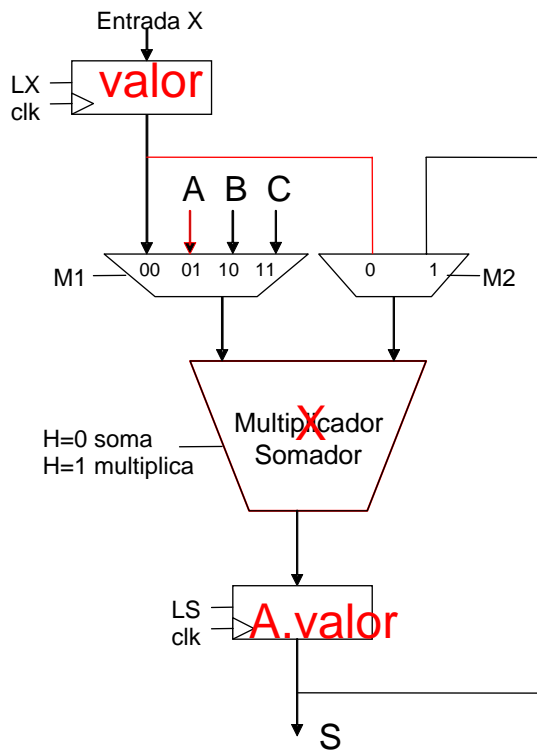 Entrada X
LX
clk
valor
A B C
00 01 10 11
0 1
M1
M2
Multiplicador
Somador
X
H=0 soma
H=1 multiplica
LS
clk
A.valor
S